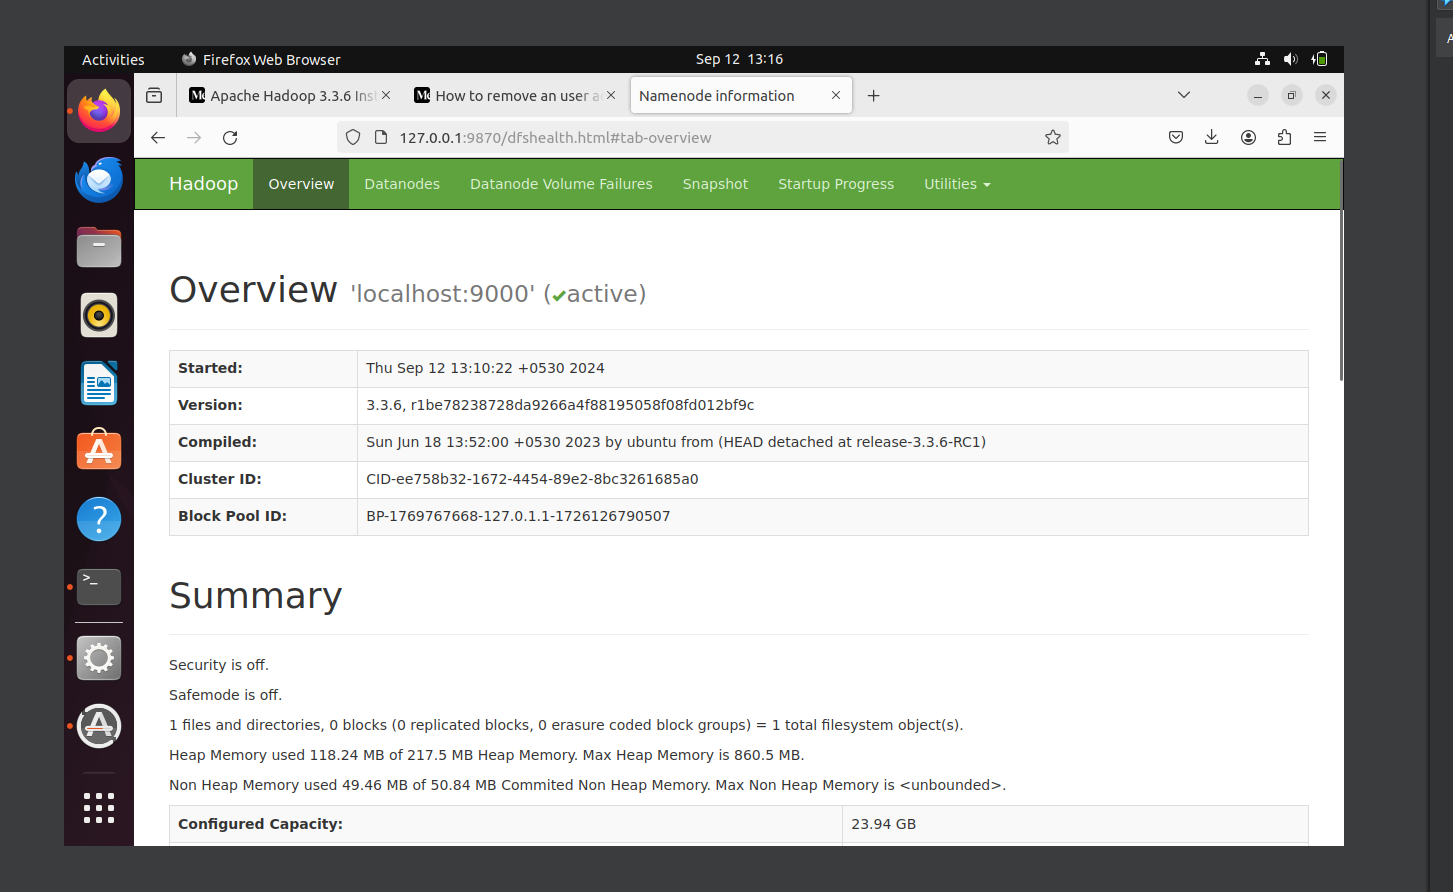 Activities Firefox Web Browser Sep 12 13:16
Apache Hadoop 3.3.6 Inst How to remove an user a Namenode information
127.0.0.1:9870/dfshealth.html#tab-overview
Hadoop Overview Datanodes Datanode Volume Failures Snapshot Startup Progress Utilities
Overview 'localhost:9000' (✔active)
Started: Thu Sep 12 13:10:22 +0530 2024
Version: 3.3.6, r1be78238728da9266a4f88195058f08fd012bf9c
Compiled: Sun Jun 18 13:52:00 +0530 2023 by ubuntu from (HEAD detached at release-3.3.6-RC1)
Cluster ID: CID-ee758b32-1672-4454-89e2-8bc3261685a0
Block Pool ID: BP-1769767668-127.0.1.1-1726126790507
Summary
Security is off.
Safemode is off.
1 files and directories, 0 blocks (0 replicated blocks, 0 erasure coded block groups) = 1 total filesystem object(s).
Heap Memory used 118.24 MB of 217.5 MB Heap Memory. Max Heap Memory is 860.5 MB.
Non Heap Memory used 49.46 MB of 50.84 MB Commited Non Heap Memory. Max Non Heap Memory is <unbounded>.
Configured Capacity: 23.94 GB